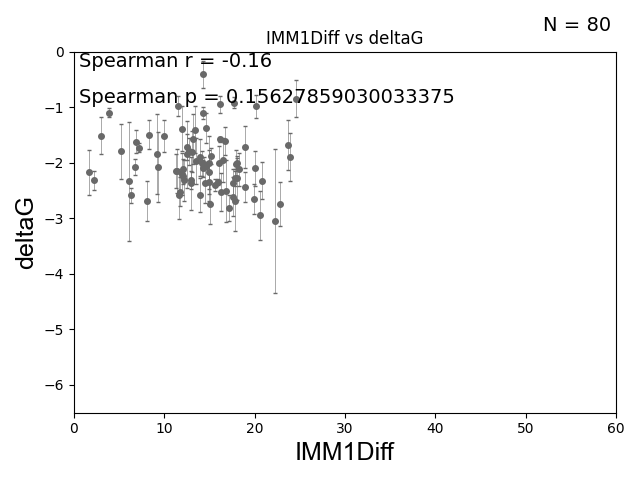 N = 80
IMM1Diff vs deltaG
Spearman r = -0.16
Spearman p = 0.15627859030033375
0
−1
−2
−3
−4
−5
−6
deltaG
0 10 20 30 40 50 60
IMM1Diff